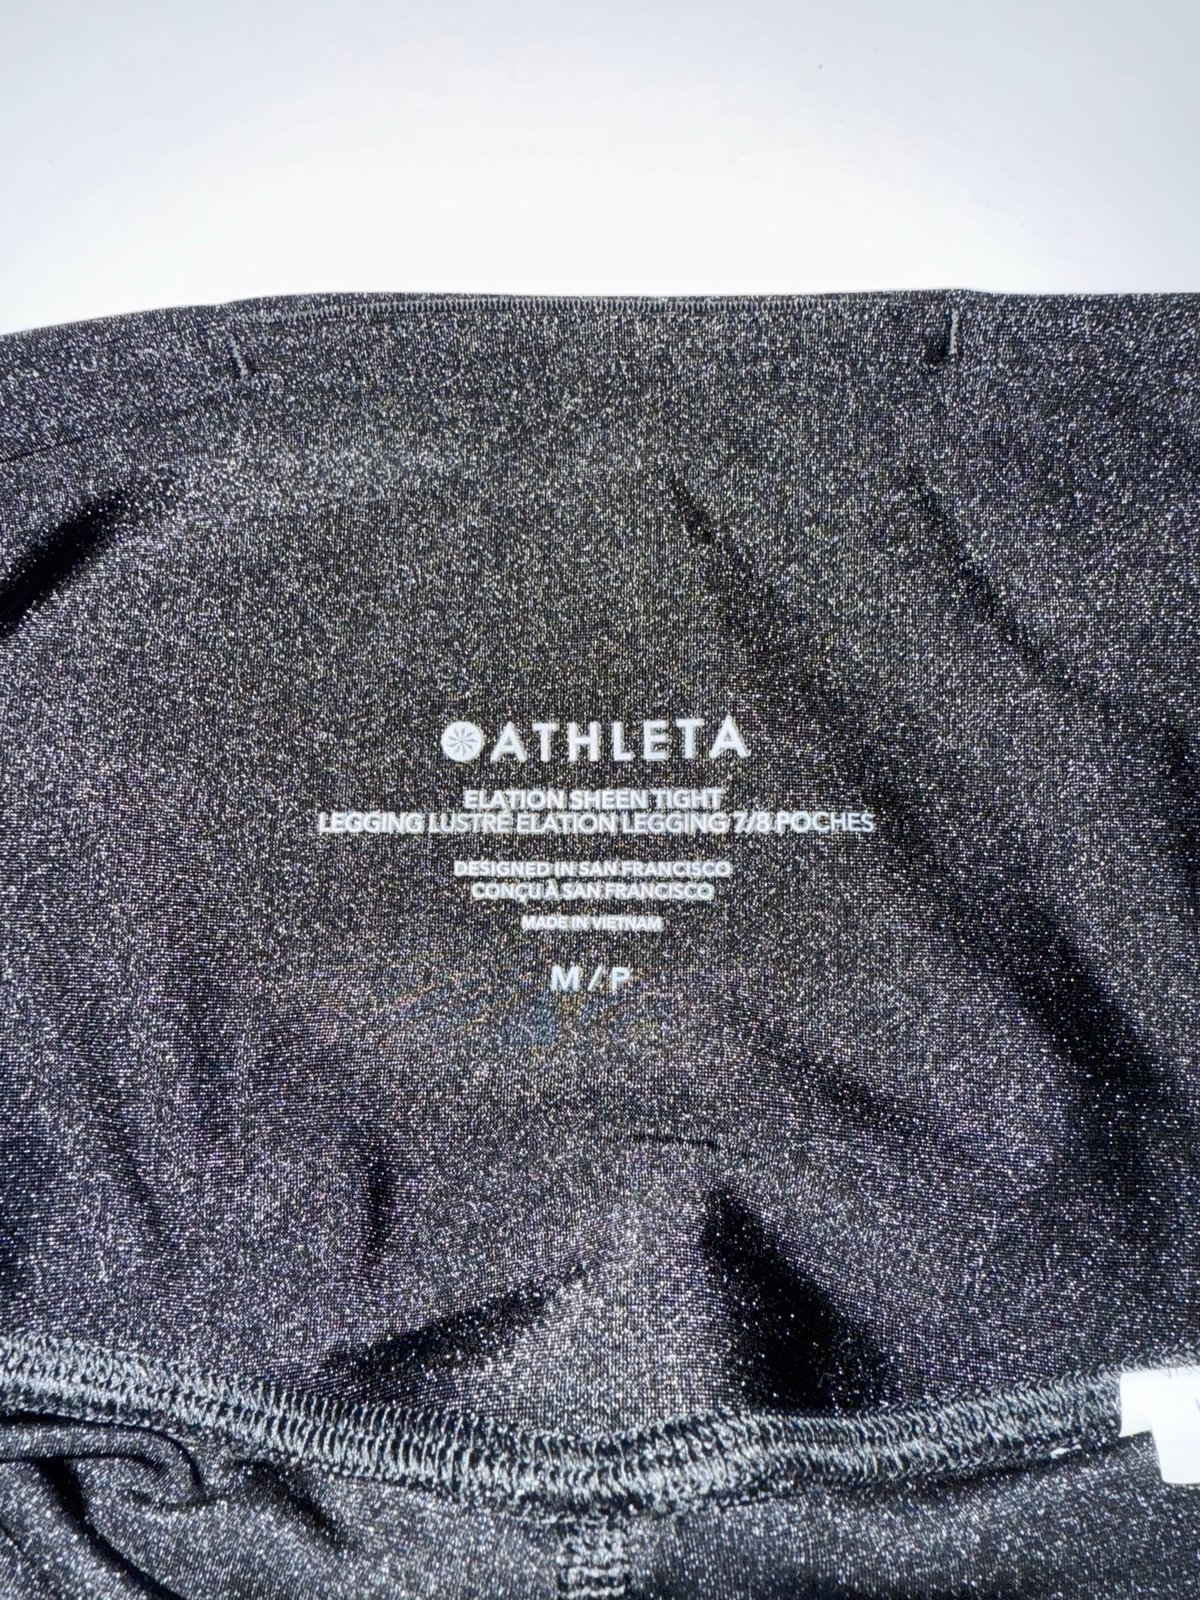 ATHLETA
ELATION SHEEN TIGHT
LEGGING LUSTRÉ ELATION LEGGING 7/8 POCHES
DESIGNED IN SAN FRANCISCO
CONÇU À SAN FRANCISCO
MADE IN VIETNAM
M / P